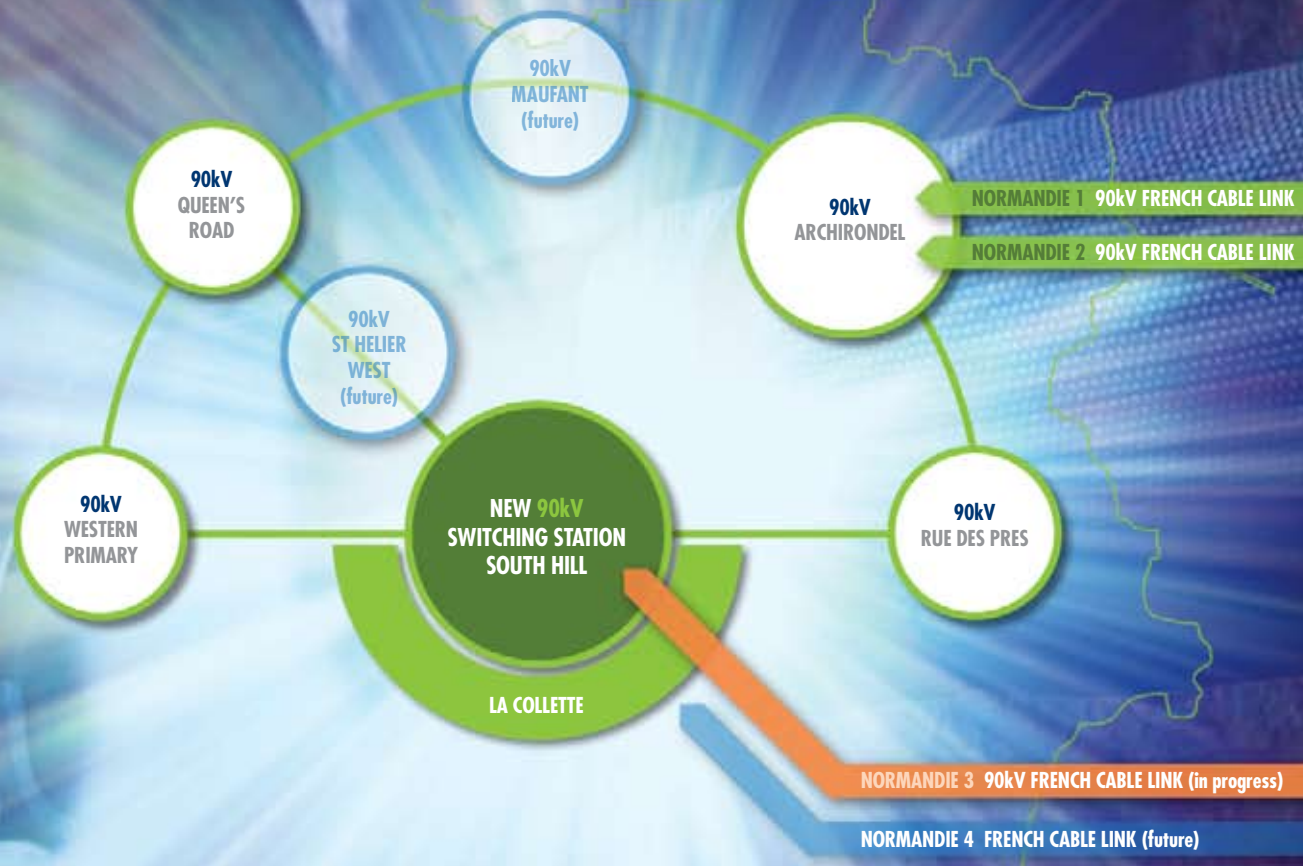 90kV
MAUFANT
(future)
90kV
QUEEN'S
ROAD
90kV
ARCHIRONDEL
NORMANDIE 1 90kV FRENCH CABLE LINK
NORMANDIE 2 90kV FRENCH CABLE LINK
90kV
ST HELIER
WEST
(future)
90kV
WESTERN
PRIMARY
NEW 90kV
SWITCHING STATION
SOUTH HILL
90kV
RUE DES PRES
LA COLLETTE
NORMANDIE 3 90kV FRENCH CABLE LINK (in progress)
NORMANDIE 4 FRENCH CABLE LINK (future)